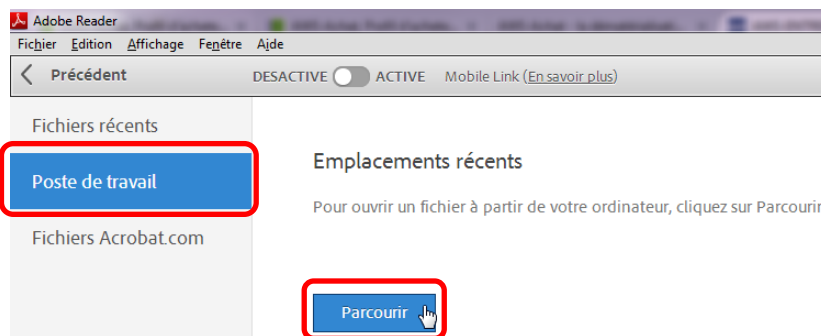 Adobe Reader
Fichier Edition Affichage Fenêtre Aide
Précédent DESACTIVE ACTIVE Mobile Link (En savoir plus)
Fichiers récents
Emplacements récents
Poste de travail
Pour ouvrir un fichier à partir de votre ordinateur, cliquez sur Parcourir
Fichiers Acrobat.com
Parcourir